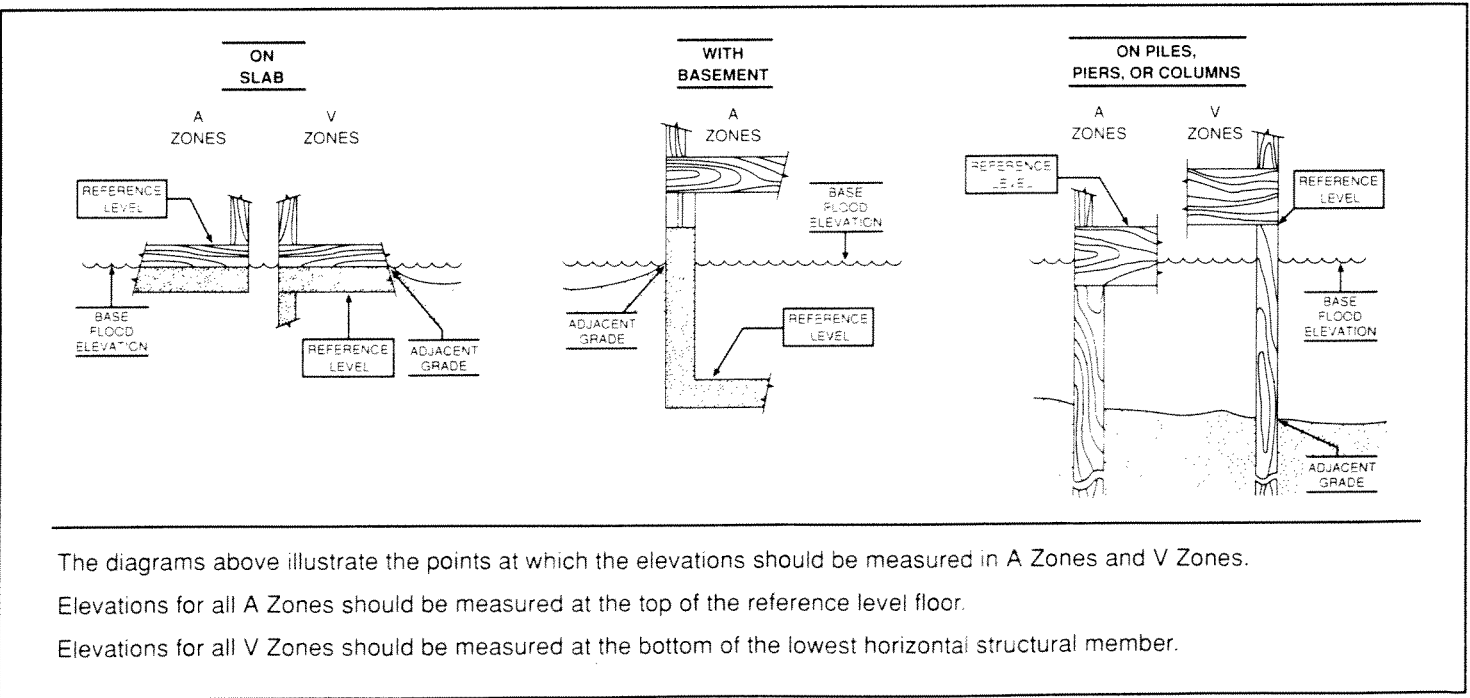 ON
SLAB
A
ZONES
V
ZONES
REFERENCE
LEVEL
BASE
FLOOD
ELEVATION
REFERENCE
LEVEL
ADJACENT
GRADE
WITH
BASEMENT
A
ZONES
BASE
FLOOD
ELEVATION
ADJACENT
GRADE
REFERENCE
LEVEL
ON PILES,
PIERS, OR COLUMNS
A
ZONES
V
ZONES
REFERENCE
LEVEL
REFERENCE
LEVEL
BASE
FLOOD
ELEVATION
ADJACENT
GRADE
The diagrams above illustrate the points at which the elevations should be measured in A Zones and V Zones.
Elevations for all A Zones should be measured at the top of the reference level floor.
Elevations for all V Zones should be measured at the bottom of the lowest horizontal structural member.